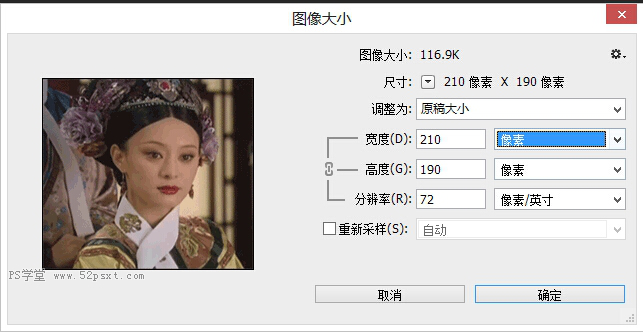 图像大小
图像大小: 116.9K
尺寸: 210 像素 X 190 像素
调整为: 原稿大小
宽度(D): 210 像素
高度(G): 190 像素
分辨率(R): 72 像素/英寸
重新采样(S): 自动
PS学堂 www.52psxt.com
取消 确定